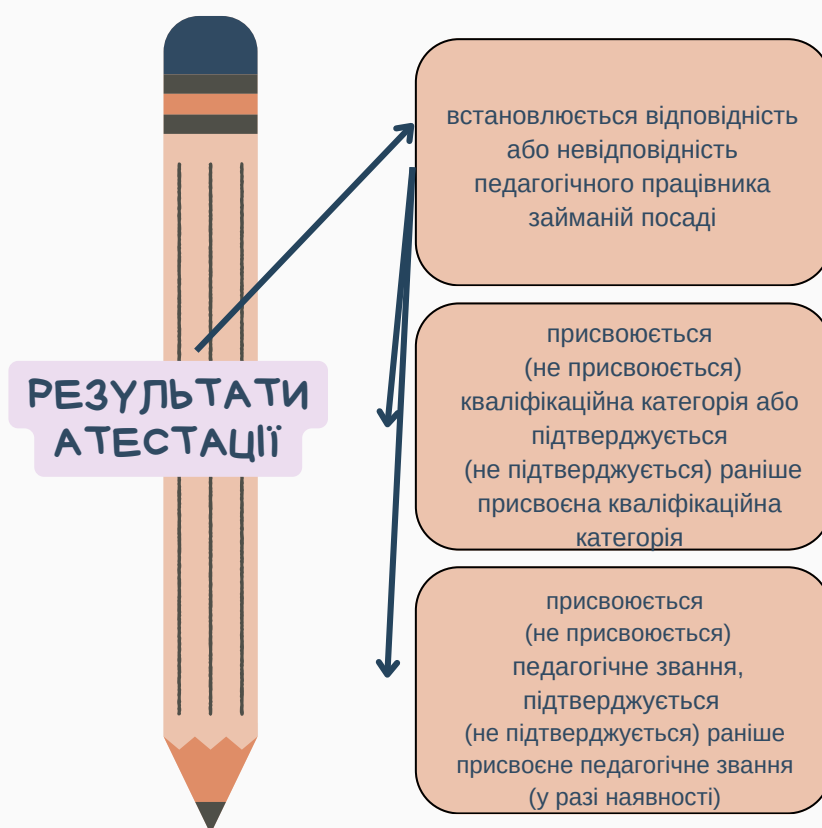 РЕЗУЛЬТАТИ
АТЕСТАЦІЇ
встановлюється відповідність
або невідповідність
педагогічного працівника
займаній посаді
присвоюється
(не присвоюється)
кваліфікаційна категорія або
підтверджується
(не підтверджується) раніше
присвоєна кваліфікаційна
категорія
присвоюється
(не присвоюється)
педагогічне звання,
підтверджується
(не підтверджується) раніше
присвоєне педагогічне звання
(у разі наявності)